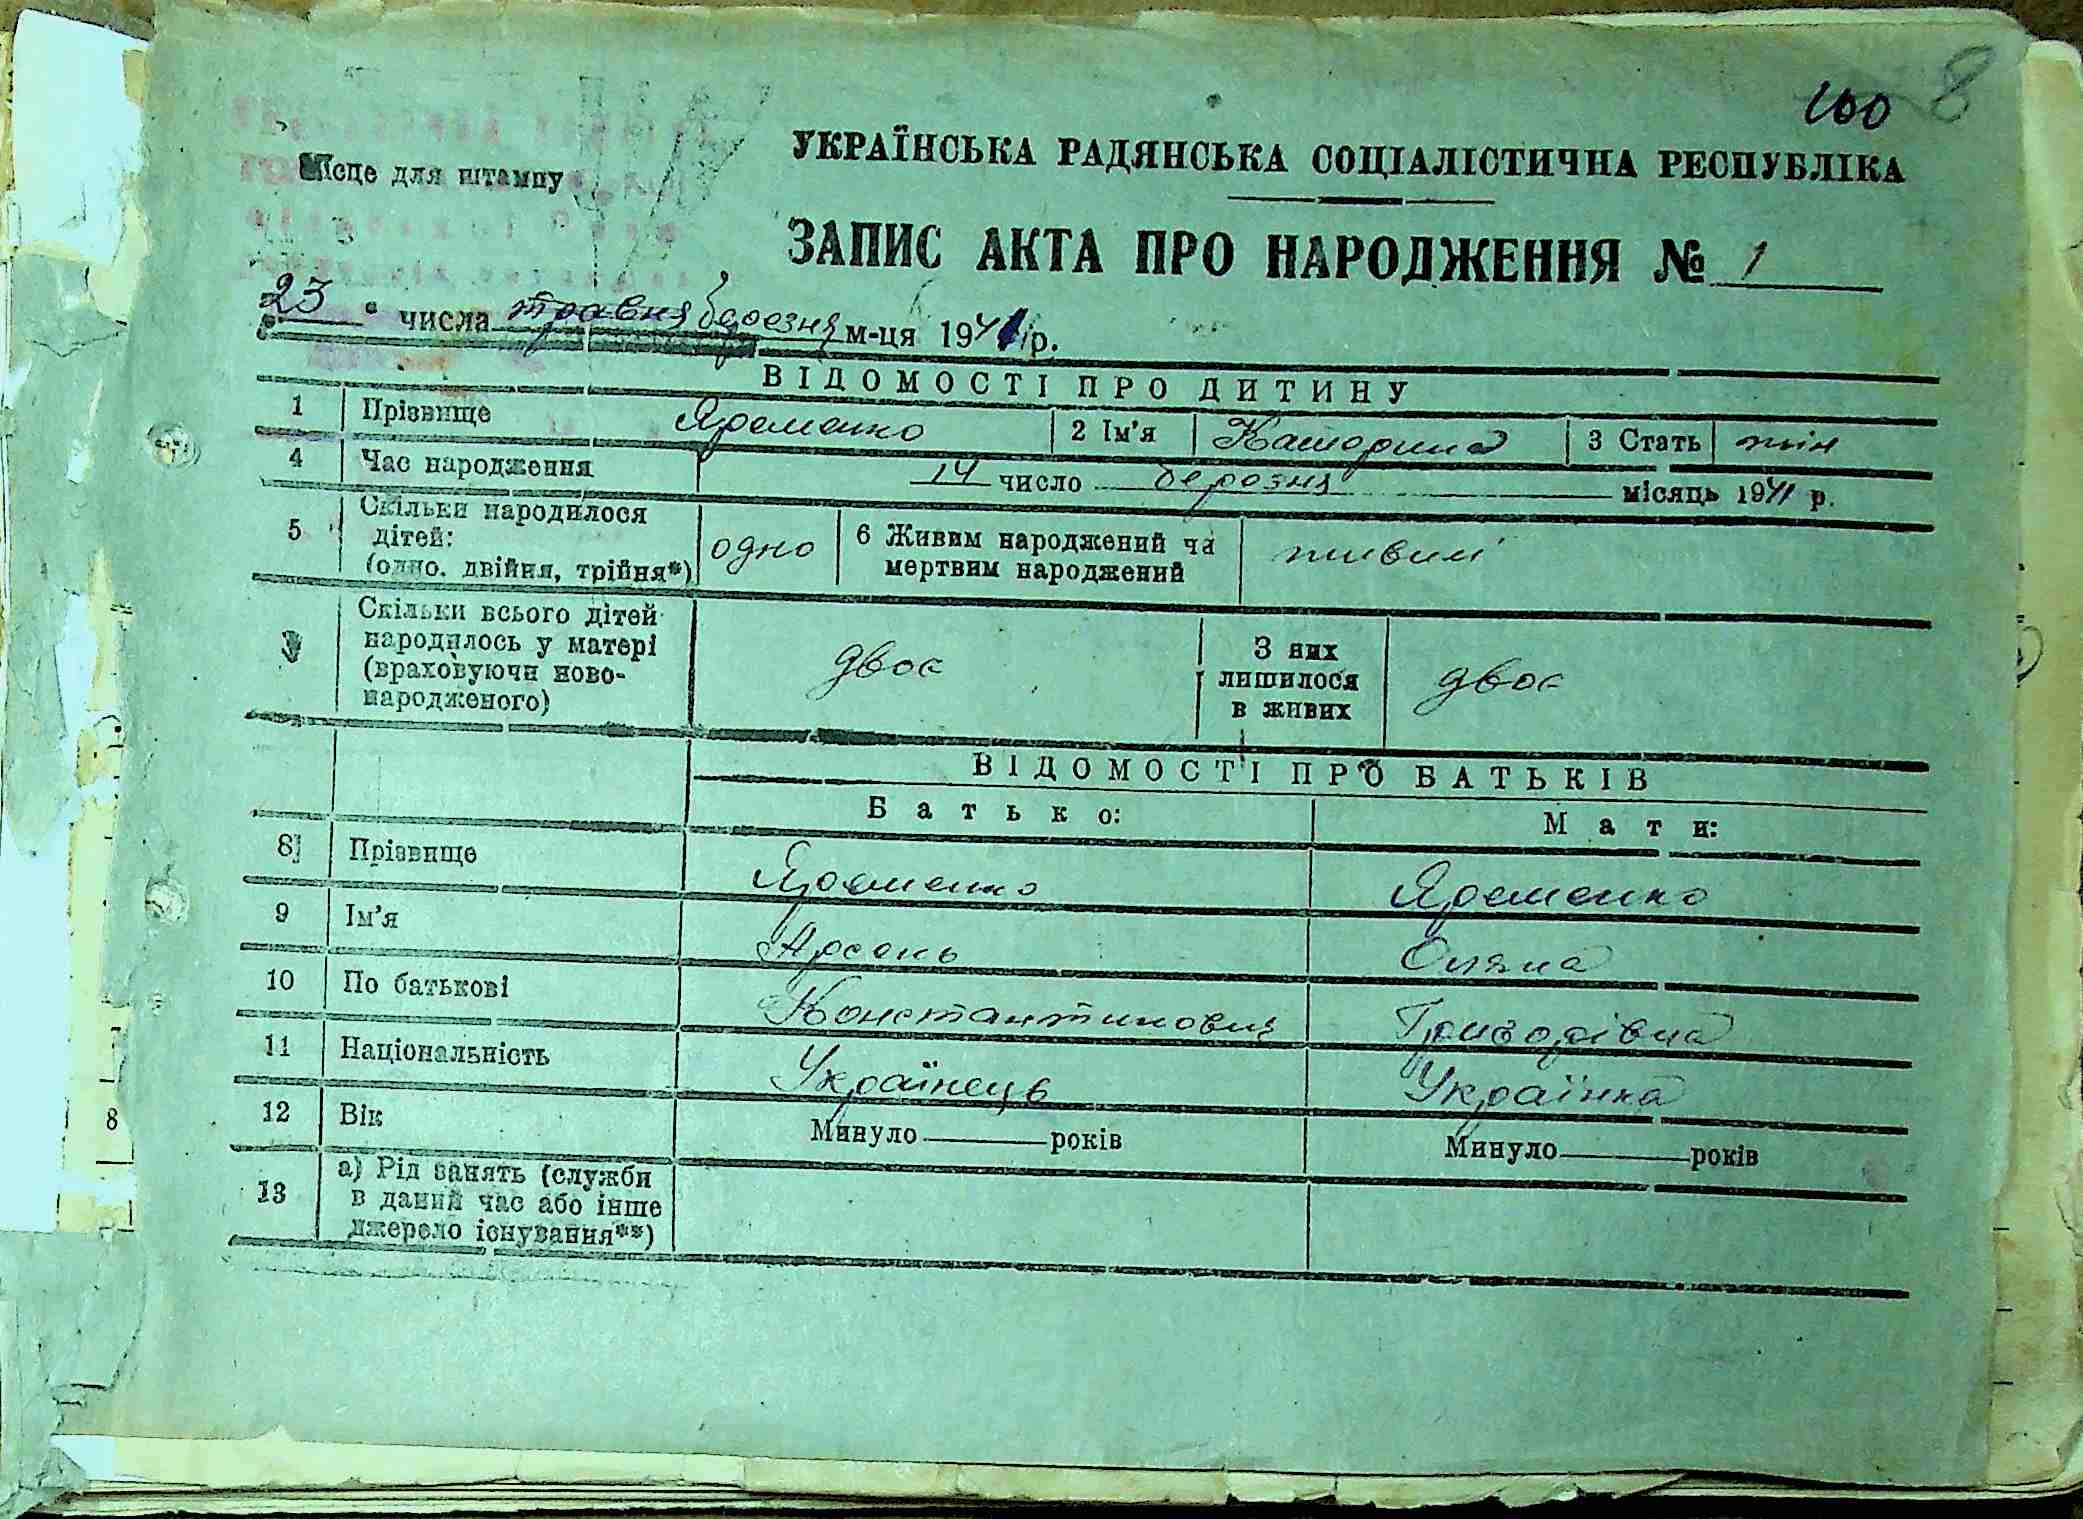 100 8
Місце для штампу
УКРАЇНСЬКА РАДЯНСЬКА СОЦІАЛІСТИЧНА РЕСПУБЛІКА
ЗАПИС АКТА ПРО НАРОДЖЕННЯ № 1
23 числа травня березня м-ця 1941 р.
ВІДОМОСТІ ПРО ДИТИНУ
1 Прізвище Яременко 2 Ім'я Катерина 3 Стать жін
4 Час народження 14 число березня місяць 1941 р.
5 Скільки народилося
дітей:
(одно, двійня, трійня*) одно
6 Живим народжений чи
мертвим народжений живим
Скільки всього дітей
народилось у матері
(враховуючи ново-
народженого) двоє
З них
лишилося
в живих двоє
ВІДОМОСТІ ПРО БАТЬКІВ
Батько: Мати:
8 Прізвище Яременко Яременко
9 Ім'я Арсень Оляна
10 По батькові Константинович Григорівна
11 Національність Українець Українка
12 Вік Минуло років Минуло років
13 а) Рід занять (служби
в даний час або інше
джерело існування**)
8